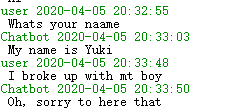 user 2020-04-05 20:32:55
Whats your naame
Chatbot 2020-04-05 20:33:03
My name is Yuki
user 2020-04-05 20:33:48
I broke up with mt boy
Chatbot 2020-04-05 20:33:50
Oh, sorry to here that